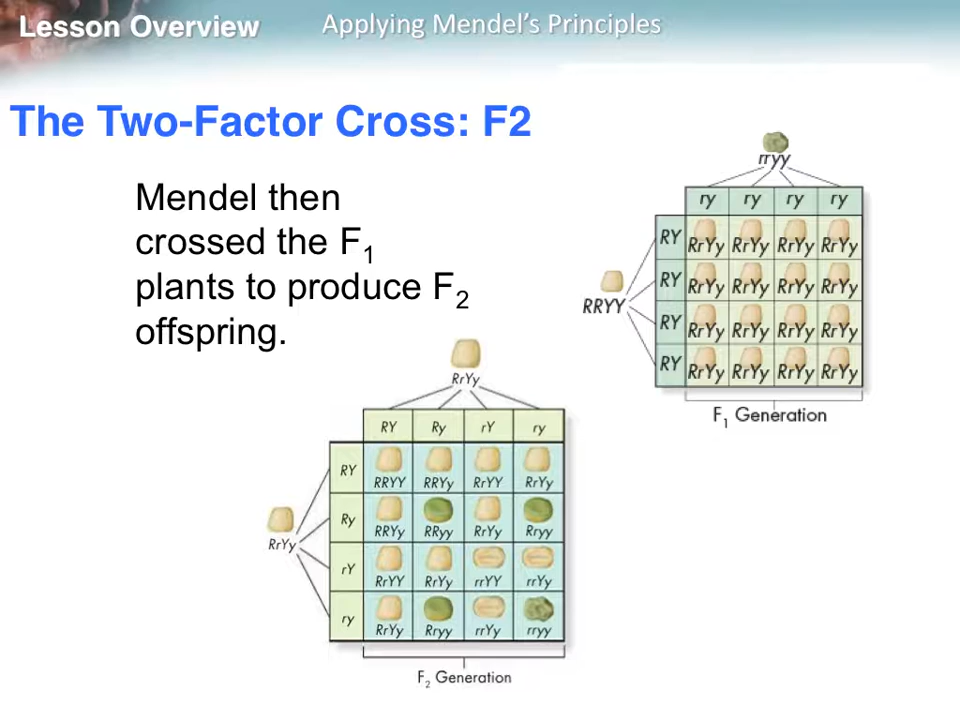 Lesson Overview
Applying Mendel's Principles
The Two-Factor Cross: F2
Mendel then
crossed the F1
plants to produce F2
offspring.
rryy
ry ry ry ry
RRYY
RY RrYy RrYy RrYy RrYy
RY RrYy RrYy RrYy RrYy
RY RrYy RrYy RrYy RrYy
RY RrYy RrYy RrYy RrYy
F1 Generation
RrYy
RY Ry rY ry
RrYy
RY RRYY RRYy RrYY RrYy
Ry RRYy RRyy RrYy Rryy
rY RrYY RrYy rrYY rrYy
ry RrYy Rryy rrYy rryy
F2 Generation